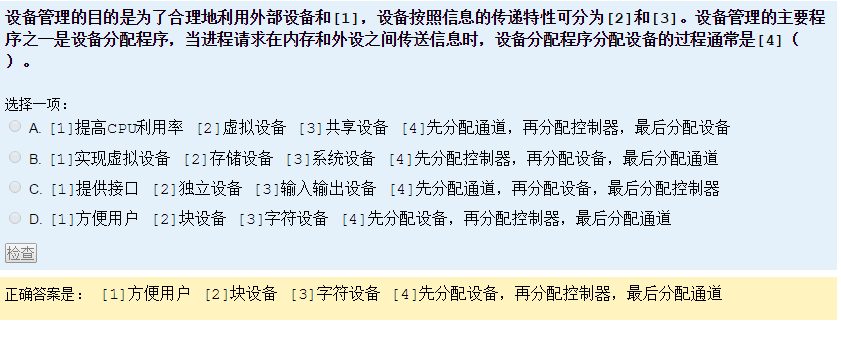 设备管理的目的是为了合理地利用外部设备和[1]，设备按照信息的传递特性可分为[2]和[3]。设备管理的主要程
序之一是设备分配程序，当进程请求在内存和外设之间传送信息时，设备分配程序分配设备的过程通常是[4]（
）。
选择一项：
A. [1]提高CPU利用率 [2]虚拟设备 [3]共享设备 [4]先分配通道，再分配控制器，最后分配设备
B. [1]实现虚拟设备 [2]存储设备 [3]系统设备 [4]先分配控制器，再分配设备，最后分配通道
C. [1]提供接口 [2]独立设备 [3]输入输出设备 [4]先分配通道，再分配设备，最后分配控制器
D. [1]方便用户 [2]块设备 [3]字符设备 [4]先分配设备，再分配控制器，最后分配通道
检查
正确答案是： [1]方便用户 [2]块设备 [3]字符设备 [4]先分配设备，再分配控制器，最后分配通道